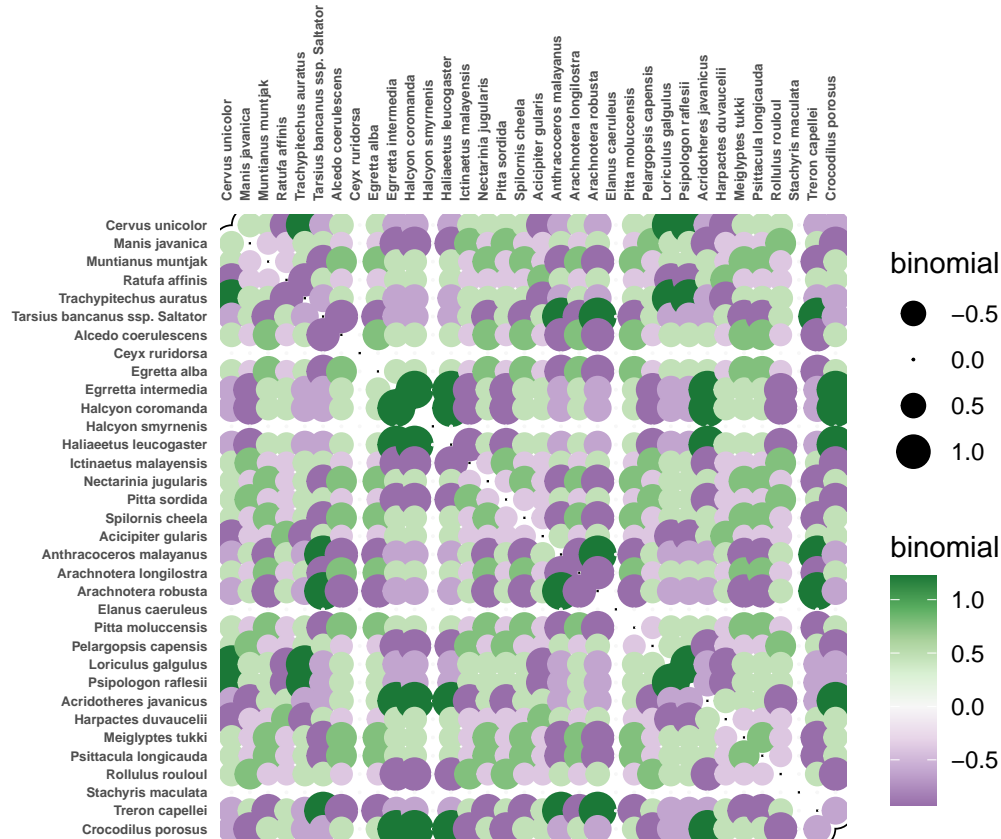 Cervus unicolor
Manis javanica
Muntianus muntjak
Ratufa affinis
Trachypitechus auratus
Tarsius bancanus ssp. Saltator
Alcedo coerulescens
Ceyx ruridorsa
Egretta alba
Egrretta intermedia
Halcyon coromanda
Halcyon smyrnenis
Haliaeetus leucogaster
Ictinaetus malayensis
Nectarinia jugularis
Pitta sordida
Spilornis cheela
Acicipiter gularis
Anthracoceros malayanus
Arachnotera longilostra
Arachnotera robusta
Elanus caeruleus
Pitta moluccensis
Pelargopsis capensis
Loriculus galgulus
Psipologon raflesii
Acridotheres javanicus
Harpactes duvaucelii
Meiglyptes tukki
Psittacula longicauda
Rollulus rouloul
Stachyris maculata
Treron capellei
Crocodilus porosus
Cervus unicolor
Manis javanica
Muntianus muntjak
Ratufa affinis
Trachypitechus auratus
Tarsius bancanus ssp. Saltator
Alcedo coerulescens
Ceyx ruridorsa
Egretta alba
Egrretta intermedia
Halcyon coromanda
Halcyon smyrnenis
Haliaeetus leucogaster
Ictinaetus malayensis
Nectarinia jugularis
Pitta sordida
Spilornis cheela
Acicipiter gularis
Anthracoceros malayanus
Arachnotera longilostra
Arachnotera robusta
Elanus caeruleus
Pitta moluccensis
Pelargopsis capensis
Loriculus galgulus
Psipologon raflesii
Acridotheres javanicus
Harpactes duvaucelii
Meiglyptes tukki
Psittacula longicauda
Rollulus rouloul
Stachyris maculata
Treron capellei
Crocodilus porosus
binomial
−0.5
0.0
0.5
1.0
binomial
1.0
0.5
0.0
−0.5